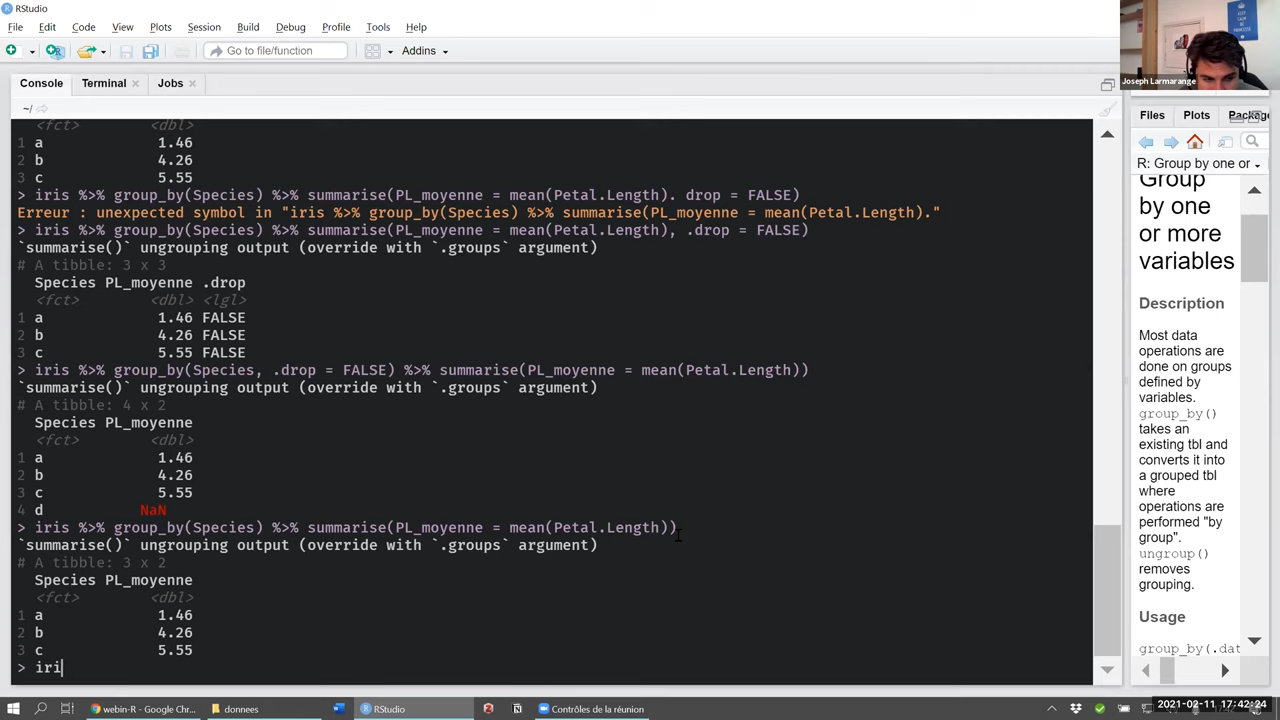 RStudio
File Edit View Code Session Plots Build Debug Profile Tools Help
Go to file/function Addins
Console Terminal Jobs
~/
<fct> <dbl>
1 a 1.46
2 b 4.26
3 c 5.55
> iris %>% group_by(Species) %>% summarise(PL_moyenne = mean(Petal.Length). drop = FALSE)
Erreur : unexpected symbol in "iris %>% group_by(Species) %>% summarise(PL_moyenne = mean(Petal.Length)."
> iris %>% group_by(Species) %>% summarise(PL_moyenne = mean(Petal.Length), .drop = FALSE)
`summarise()` ungrouping output (override with `.groups` argument)
# A tibble: 3 x 3
Species PL_moyenne .drop
<fct> <dbl> <lgl>
1 a 1.46 FALSE
2 b 4.26 FALSE
3 c 5.55 FALSE
> iris %>% group_by(Species, .drop = FALSE) %>% summarise(PL_moyenne = mean(Petal.Length))
`summarise()` ungrouping output (override with `.groups` argument)
# A tibble: 4 x 2
Species PL_moyenne
<fct> <dbl>
1 a 1.46
2 b 4.26
3 c 5.55
4 d NaN
> iris %>% group_by(Species) %>% summarise(PL_moyenne = mean(Petal.Length))
`summarise()` ungrouping output (override with `.groups` argument)
# A tibble: 3 x 2
Species PL_moyenne
<fct> <dbl>
1 a 1.46
2 b 4.26
3 c 5.55
> iri
KEEP CALM
Joseph Larmarange
Files Plots Package
R: Group by one or
Group
by one
or more
variables
Description
Most data
operations are
done on groups
defined by
variables.
group_by()
takes an
existing tbl and
converts it into
a grouped tbl
where
operations are
performed "by
group".
ungroup()
removes
grouping.
Usage
group_by(.dat
webin-R - Google Chr... donnees RStudio Contrôles de la réunion
2021-02-11 17:42:24